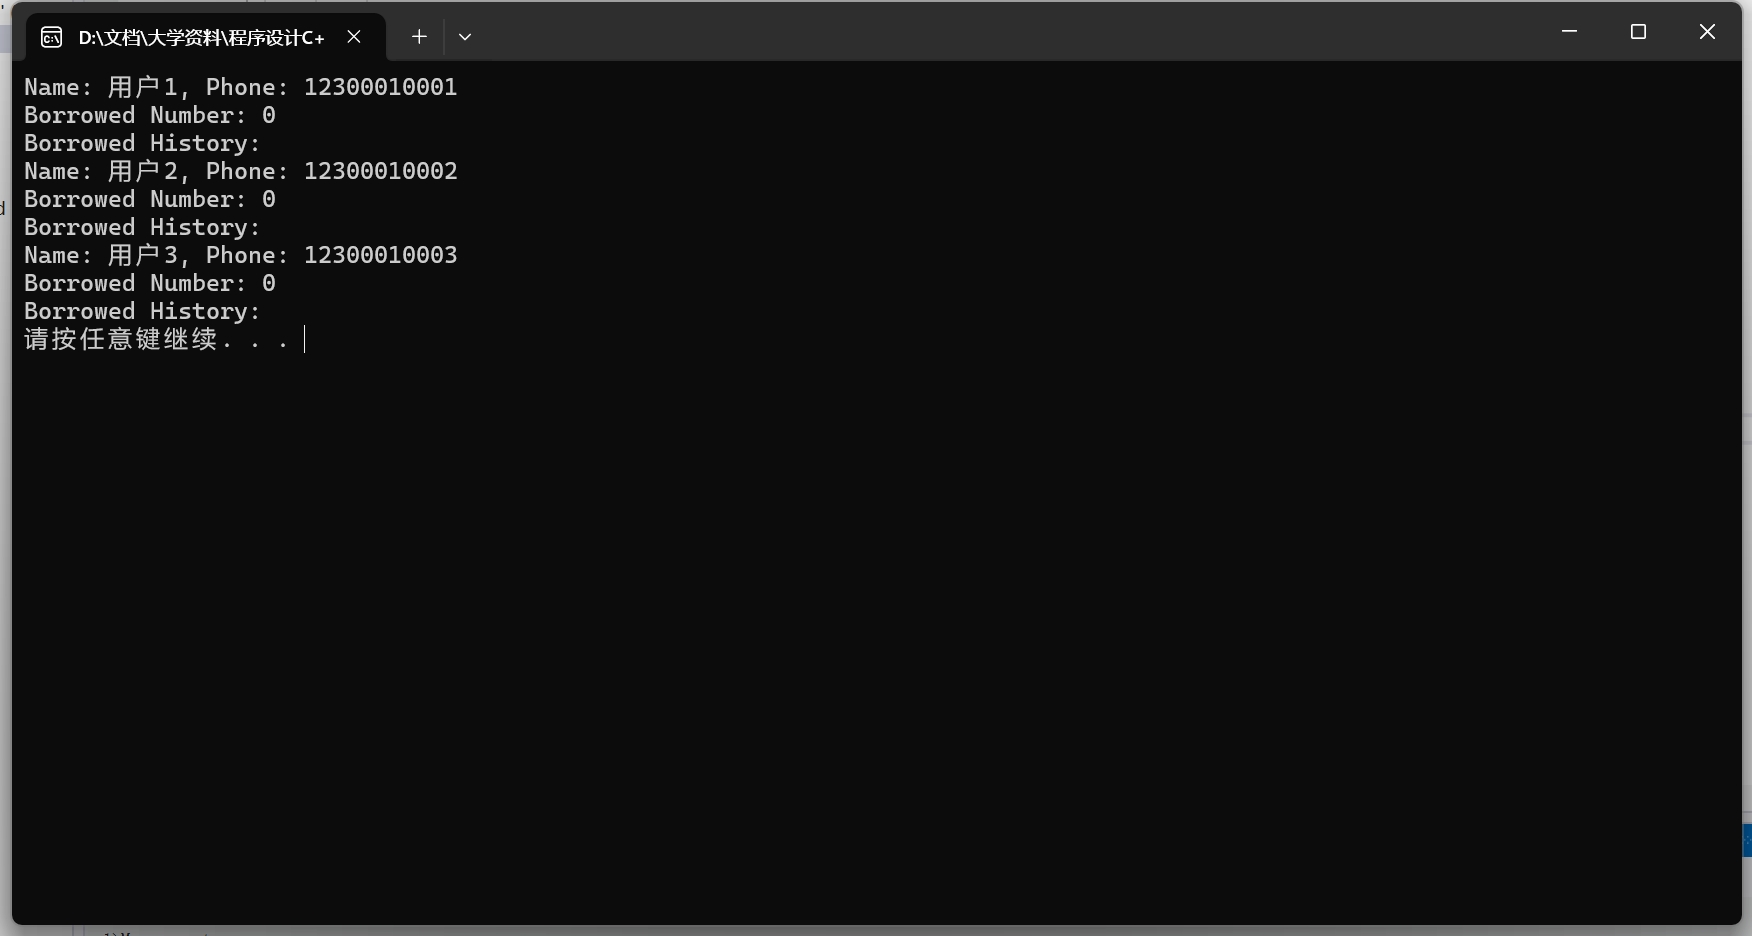 D:\文档\大学资料\程序设计C+
Name: 用户1, Phone: 12300010001
Borrowed Number: 0
Borrowed History:
Name: 用户2, Phone: 12300010002
Borrowed Number: 0
Borrowed History:
Name: 用户3, Phone: 12300010003
Borrowed Number: 0
Borrowed History:
请按任意键继续. . .